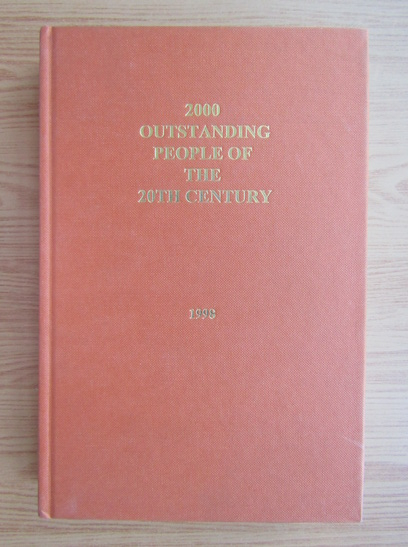 2000
OUTSTANDING
PEOPLE OF
THE
20TH CENTURY
1998